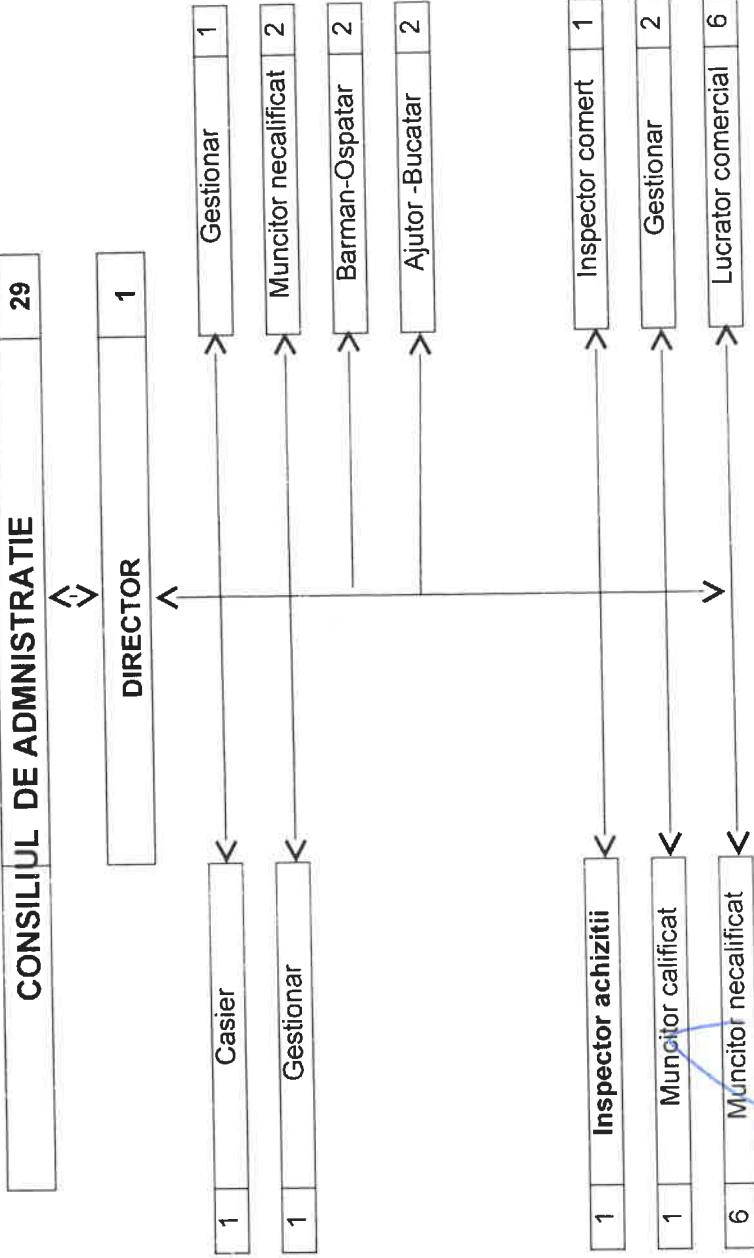 CONSILIUL DE ADMNISTRATIE 29
DIRECTOR 1
1 Casier
Gestionar 1
1 Gestionar
Muncitor necalificat 2
Barman-Ospatar 2
Ajutor -Bucatar 2
1 Inspector achizitii
Inspector comert 1
1 Muncitor calificat
Gestionar 2
6 Muncitor necalificat
Lucrator comercial 6